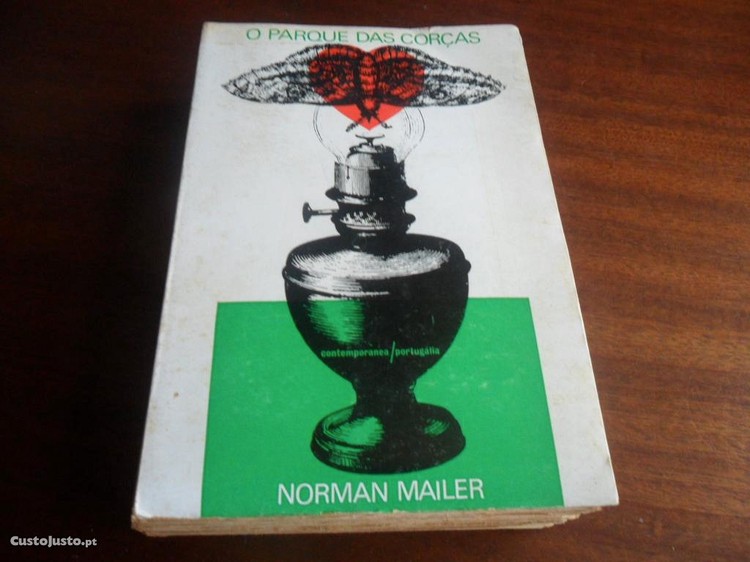 O PARQUE DAS CORÇAS
contemporanea/portugália
NORMAN MAILER
CustoJusto.pt